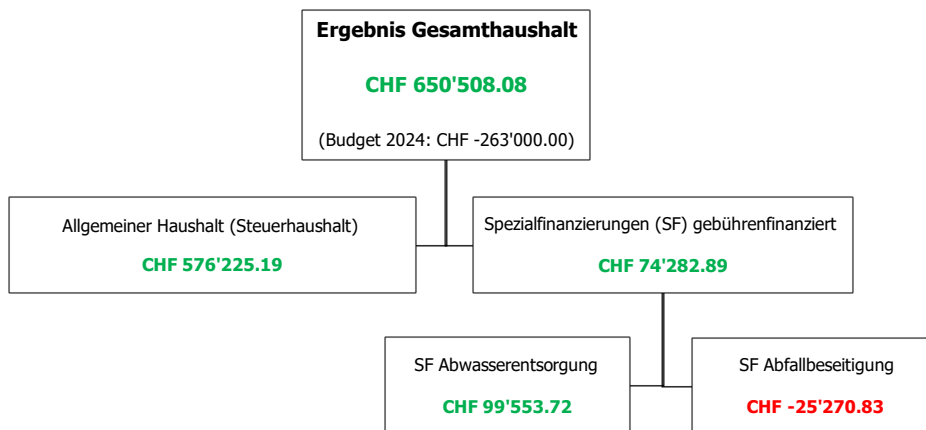 Ergebnis Gesamthaushalt
CHF 650'508.08
(Budget 2024: CHF -263'000.00)
Allgemeiner Haushalt (Steuerhaushalt)
CHF 576'225.19
Spezialfinanzierungen (SF) gebührenfinanziert
CHF 74'282.89
SF Abwasserentsorgung
CHF 99'553.72
SF Abfallbeseitigung
CHF -25'270.83